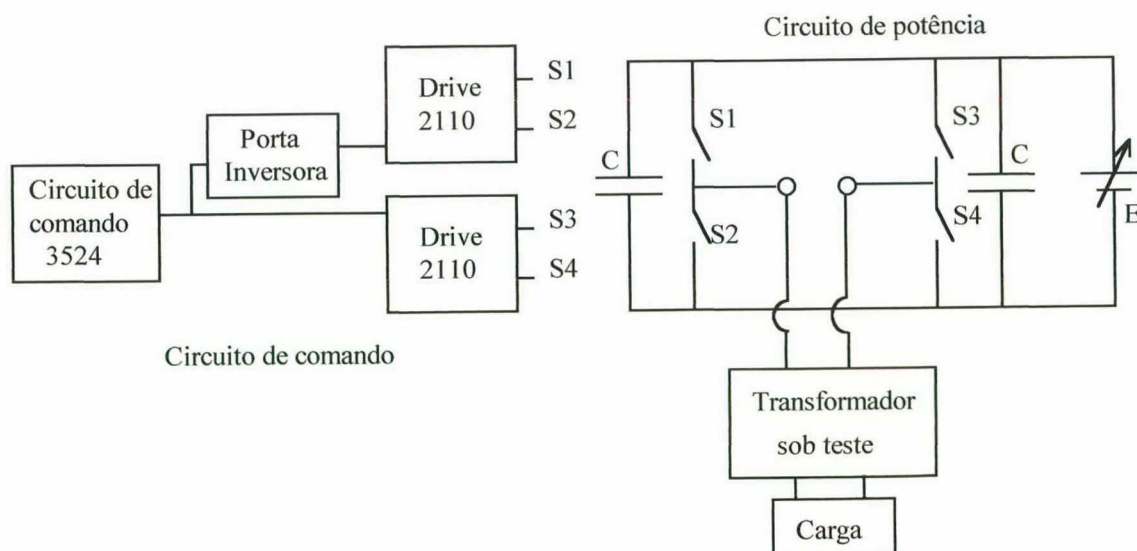 Circuito de potência
Drive
2110
S1
S2
Porta
Inversora
Circuito de
comando
3524
Drive
2110
S3
S4
Circuito de comando
C
S1
S2
S3
C
S4
E
Transformador
sob teste
Carga